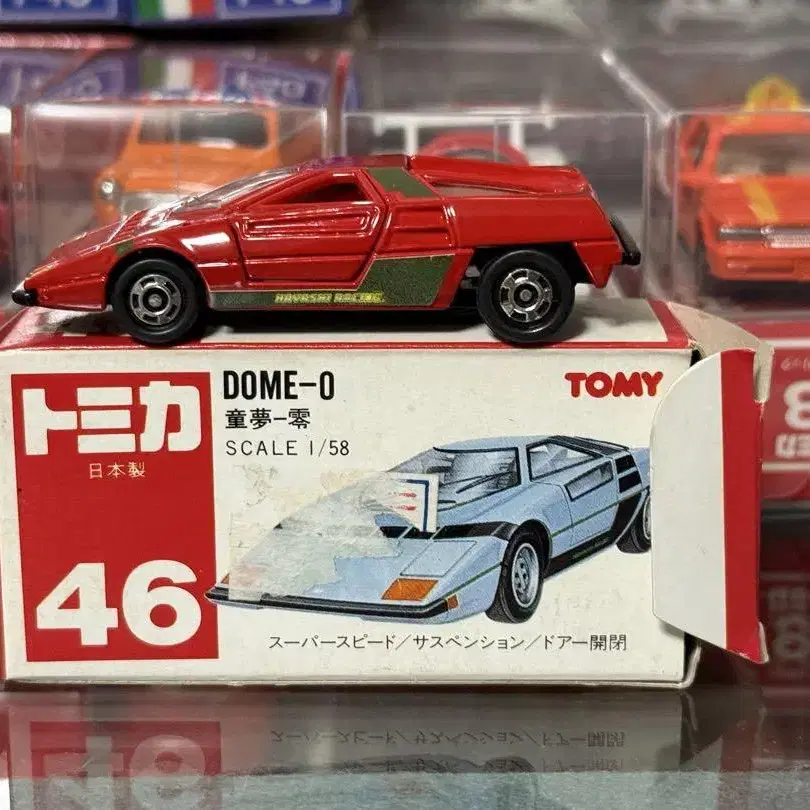 HAYASHI RACING
トミカ
日本製
46
DOME-0
童夢-零
SCALE 1/58
TOMY
スーパースピード/サスペンション/ドアー開閉